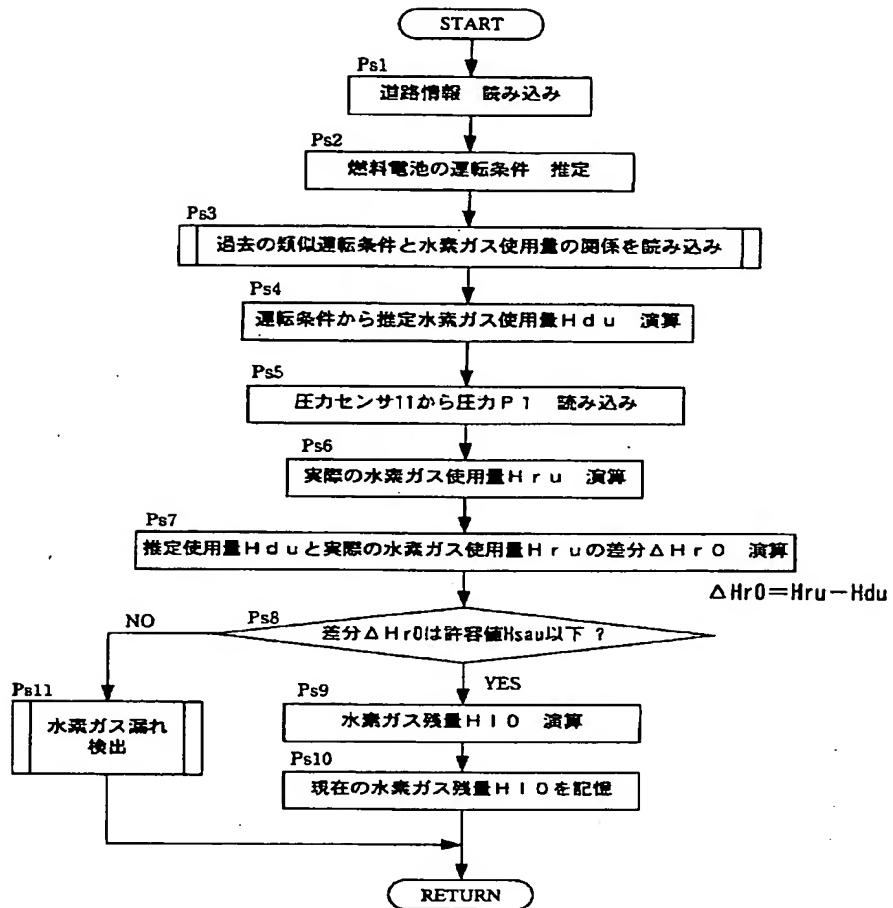 START
Ps1
道路情報 読み込み
Ps2
燃料電池の運転条件 推定
Ps3
過去の類似運転条件と水素ガス使用量の関係を読み込み
Ps4
運転条件から推定水素ガス使用量Hdu 演算
Ps5
圧力センサ11から圧力P1 読み込み
Ps6
実際の水素ガス使用量Hru 演算
Ps7
推定使用量Hduと実際の水素ガス使用量Hruの差分△Hr0 演算
△Hr0=Hru-Hdu
Ps8
差分△Hr0は許容値Hsau以下 ?
NO
YES
Ps9
水素ガス残量Hl0 演算
Ps11
水素ガス漏れ
検出
Ps10
現在の水素ガス残量Hl0を記憶
RETURN